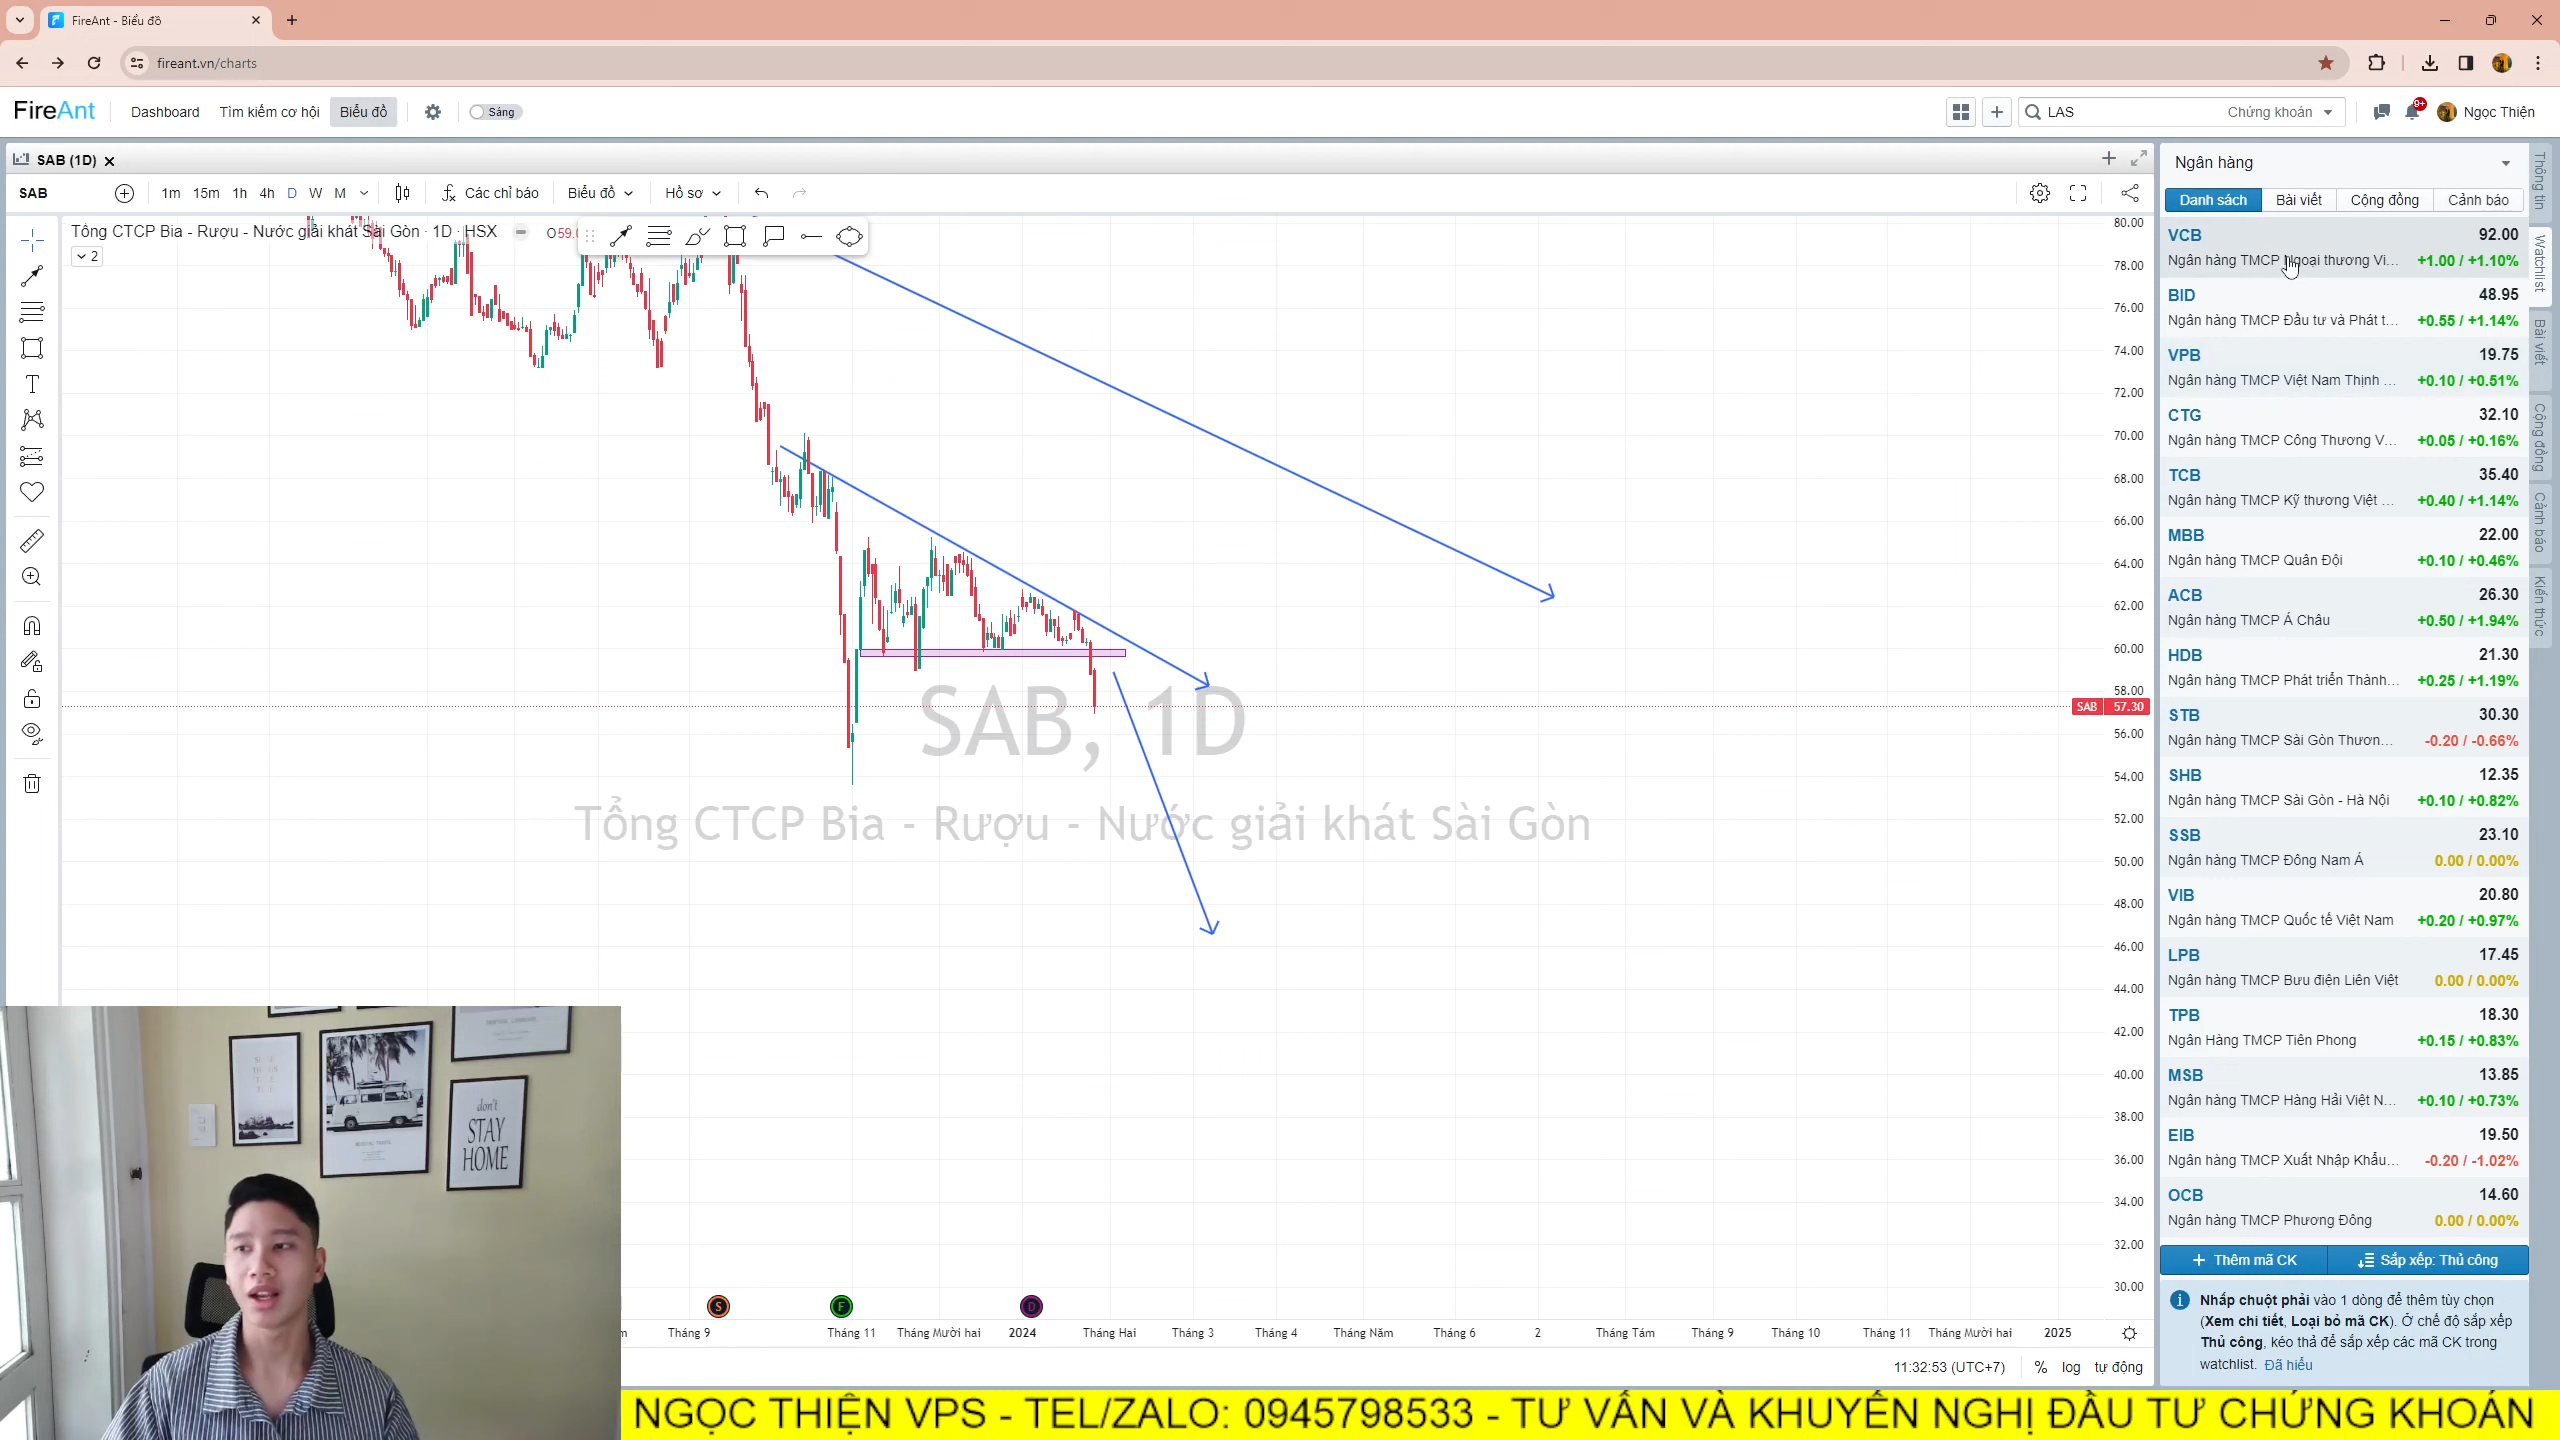 FireAnt - Biểu đồ
fireant.vn/charts
FireAnt
Dashboard
Tìm kiếm cơ hội
Biểu đồ
Sáng
LAS
Chứng khoán
9+
Ngọc Thiện
SAB (1D)
SAB
1m 15m 1h 4h D W M
Các chỉ báo
Biểu đồ
Hồ sơ
Tổng CTCP Bia - Rượu - Nước giải khát Sài Gòn · 1D · HSX
2
80.00
78.00
76.00
74.00
72.00
70.00
68.00
66.00
64.00
62.00
60.00
58.00
SAB 57.30
56.00
54.00
52.00
50.00
48.00
46.00
44.00
42.00
40.00
38.00
36.00
34.00
32.00
30.00
SAB, 1D
Tổng CTCP Bia - Rượu - Nước giải khát Sài Gòn
S
F
D
Tháng 9 Tháng 11 Tháng Mười hai 2024 Tháng Hai Tháng 3 Tháng 4 Tháng Năm Tháng 6 2 Tháng Tám Tháng 9 Tháng 10 Tháng 11 Tháng Mười hai 2025
11:32:53 (UTC+7) % log tự động
Ngân hàng
Danh sách Bài viết Cộng đồng Cảnh báo
VCB 92.00
Ngân hàng TMCP Ngoại thương Vi... +1.00 / +1.10%
BID 48.95
Ngân hàng TMCP Đầu tư và Phát t... +0.55 / +1.14%
VPB 19.75
Ngân hàng TMCP Việt Nam Thịnh ... +0.10 / +0.51%
CTG 32.10
Ngân hàng TMCP Công Thương V... +0.05 / +0.16%
TCB 35.40
Ngân hàng TMCP Kỹ thương Việt ... +0.40 / +1.14%
MBB 22.00
Ngân hàng TMCP Quân Đội +0.10 / +0.46%
ACB 26.30
Ngân hàng TMCP Á Châu +0.50 / +1.94%
HDB 21.30
Ngân hàng TMCP Phát triển Thành... +0.25 / +1.19%
STB 30.30
Ngân hàng TMCP Sài Gòn Thươn... -0.20 / -0.66%
SHB 12.35
Ngân hàng TMCP Sài Gòn - Hà Nội +0.10 / +0.82%
SSB 23.10
Ngân hàng TMCP Đông Nam Á 0.00 / 0.00%
VIB 20.80
Ngân hàng TMCP Quốc tế Việt Nam +0.20 / +0.97%
LPB 17.45
Ngân hàng TMCP Bưu điện Liên Việt 0.00 / 0.00%
TPB 18.30
Ngân Hàng TMCP Tiên Phong +0.15 / +0.83%
MSB 13.85
Ngân hàng TMCP Hàng Hải Việt N... +0.10 / +0.73%
EIB 19.50
Ngân hàng TMCP Xuất Nhập Khẩu... -0.20 / -1.02%
OCB 14.60
Ngân hàng TMCP Phương Đông 0.00 / 0.00%
Thêm mã CK
Sắp xếp: Thủ công
Nhấp chuột phải vào 1 dòng để thêm tùy chọn
(Xem chi tiết, Loại bỏ mã CK). Ở chế độ sắp xếp
Thủ công, kéo thả để sắp xếp các mã CK trong
watchlist. Đã hiểu
Thông tin
Watchlist
Bài viết
Cộng đồng
Cảnh báo
Kiến thức
don't
STAY
HOME
NGỌC THIỆN VPS - TEL/ZALO: 0945798533 - TƯ VẤN VÀ KHUYẾN NGHỊ ĐẦU TƯ CHỨNG KHOÁN